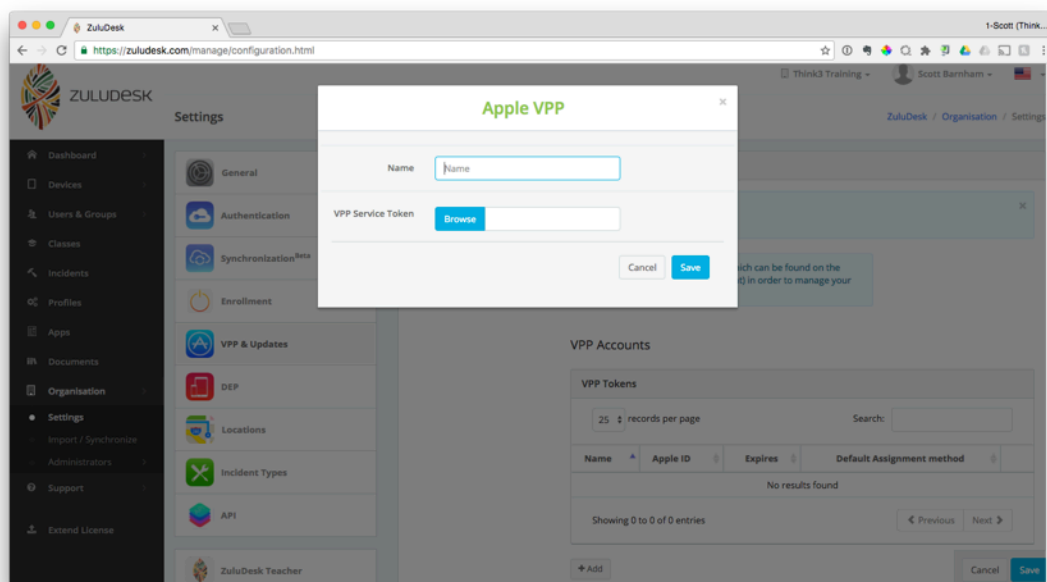 ZuluDesk
1-Scott (Think...
https://zuludesk.com/manage/configuration.html
ZULUDESK
Think3 Training
Scott Barnham
Settings
ZuluDesk / Organisation / Settings
Apple VPP
Name
Name
VPP Service Token
Browse
Cancel
Save
Dashboard
Devices
Users & Groups
Classes
Incidents
Profiles
Apps
Documents
Organisation
Settings
Import / Synchronize
Administrators
Support
Extend License
General
Authentication
Synchronization Beta
Enrollment
VPP & Updates
DEP
Locations
Incident Types
API
ZuluDesk Teacher
ich can be found on the
t) in order to manage your
VPP Accounts
VPP Tokens
25 records per page
Search:
Name Apple ID Expires Default Assignment method
No results found
Showing 0 to 0 of 0 entries
Previous Next
+ Add
Cancel Save